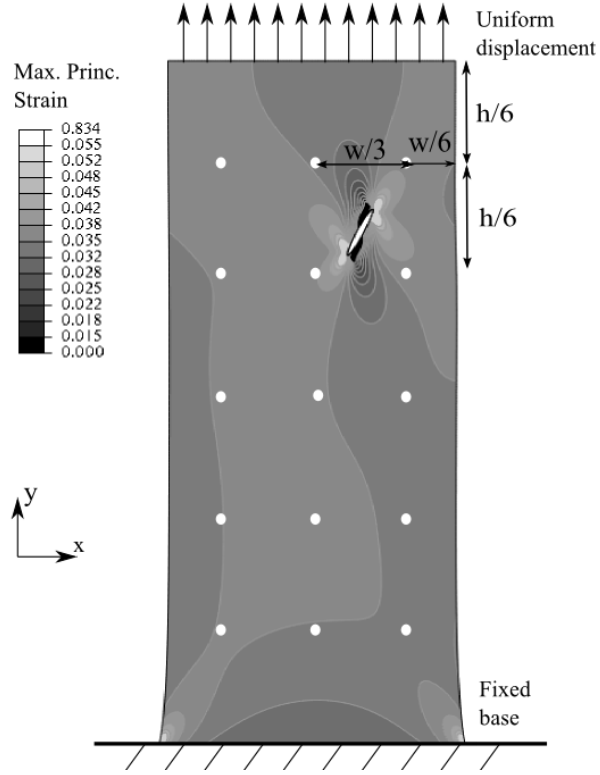 Uniform
displacement
Max. Princ.
Strain
0.834
0.055
0.052
0.048
0.045
0.042
0.038
0.035
0.032
0.028
0.025
0.022
0.018
0.015
0.000
h/6
w/3
w/6
h/6
y
x
Fixed
base